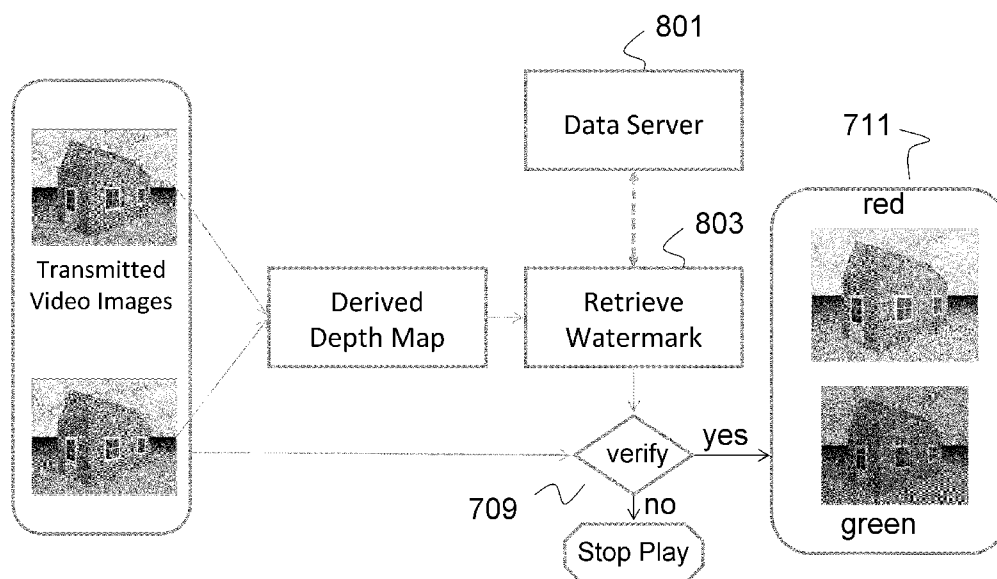 801
Data Server
711
red
803
Transmitted
Video Images
Derived
Depth Map
Retrieve
Watermark
verify
yes
709
no
Stop Play
green